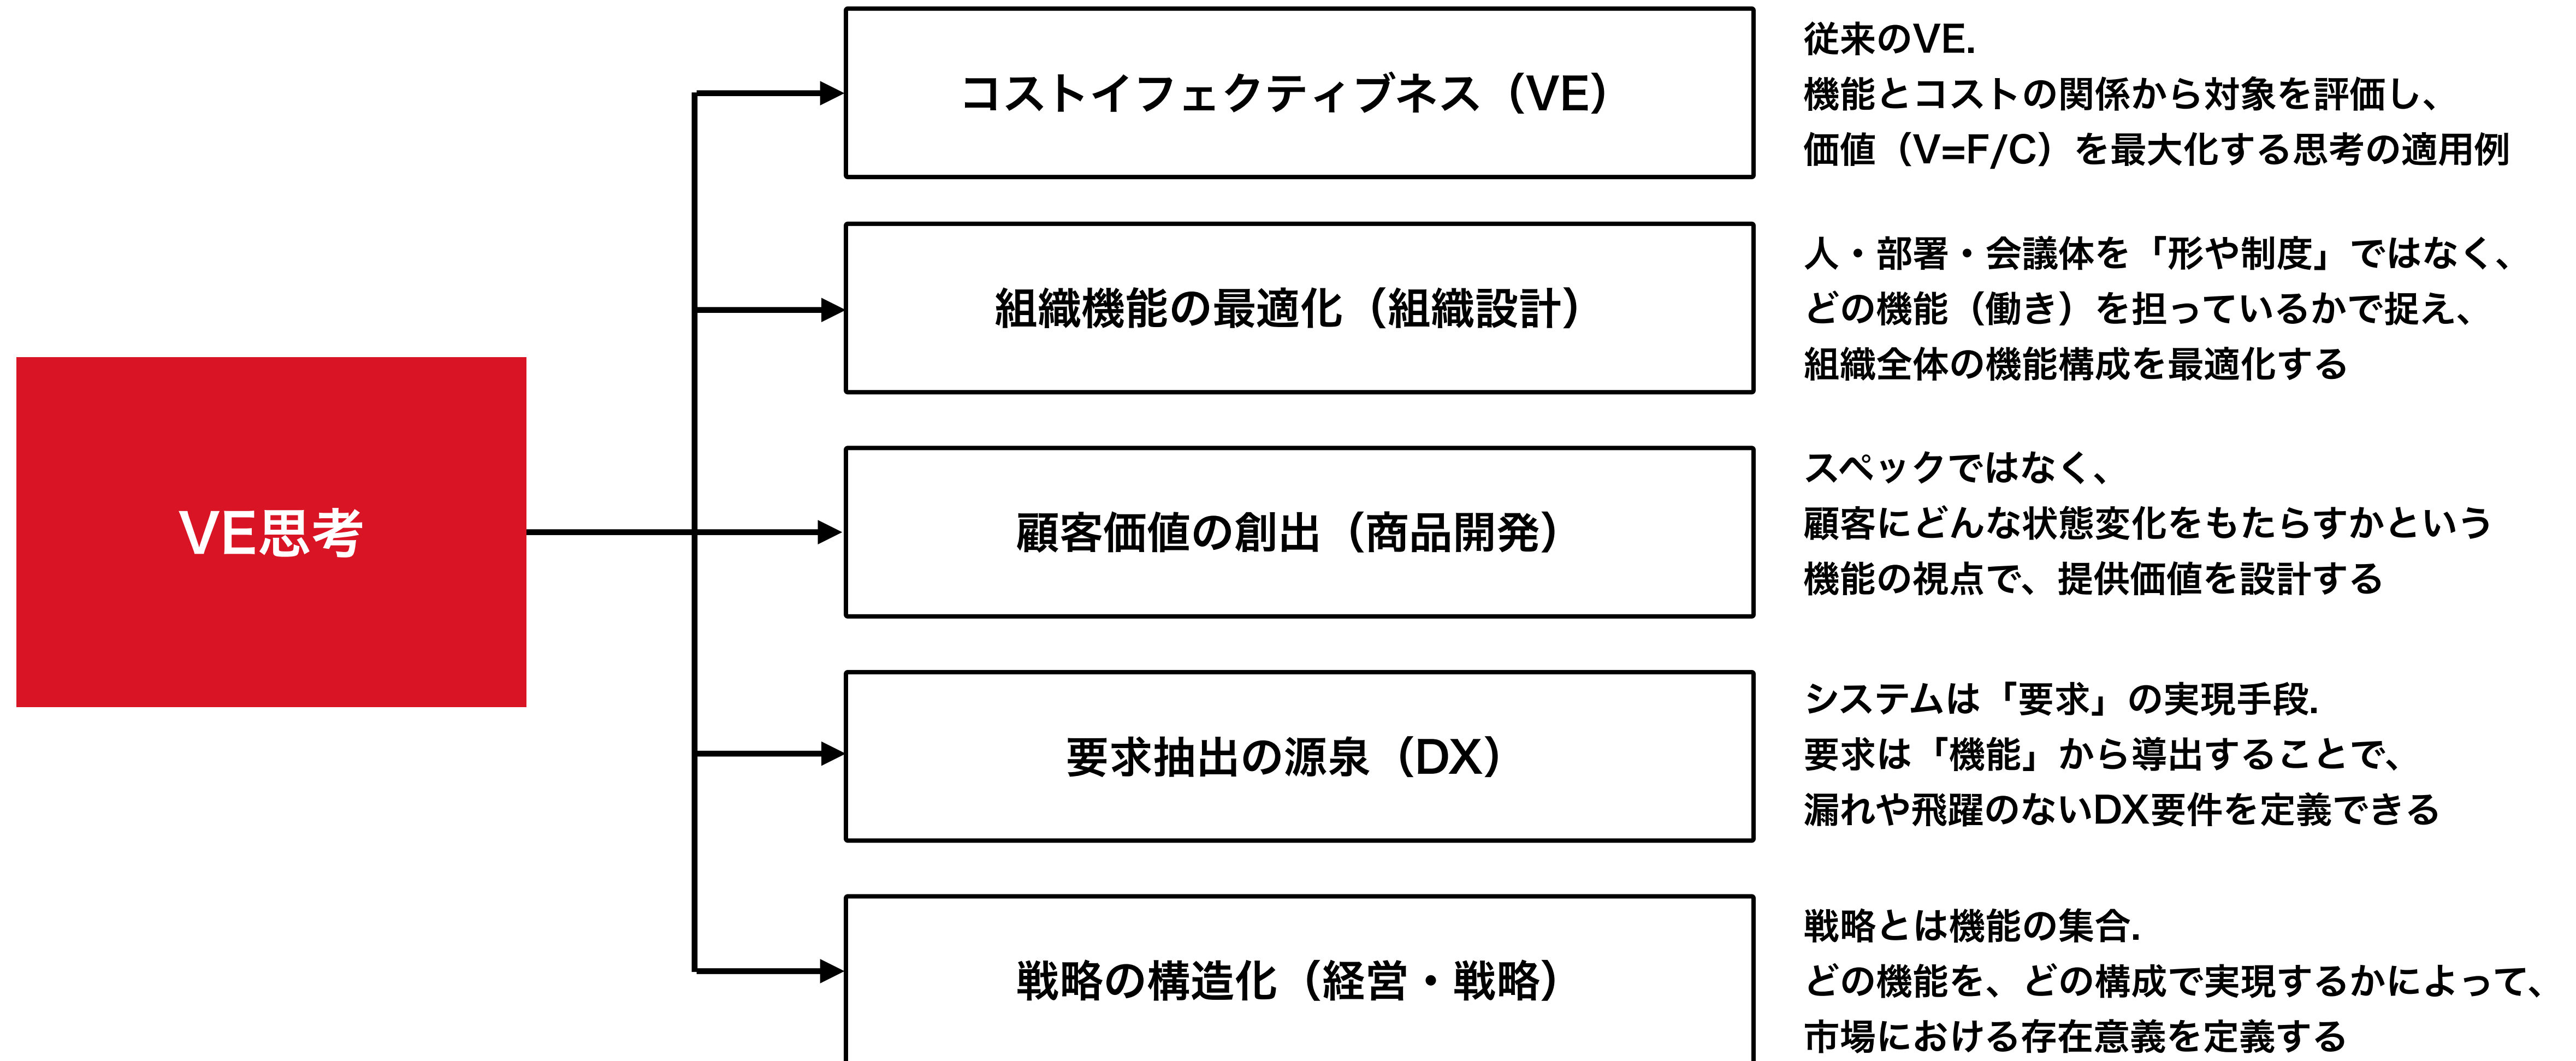 VE思考
コストイフェクティブネス（VE）
従来のVE.
機能とコストの関係から対象を評価し、
価値（V=F/C）を最大化する思考の適用例
組織機能の最適化（組織設計）
人・部署・会議体を「形や制度」ではなく、
どの機能（働き）を担っているかで捉え、
組織全体の機能構成を最適化する
顧客価値の創出（商品開発）
スペックではなく、
顧客にどんな状態変化をもたらすかという
機能の視点で、提供価値を設計する
要求抽出の源泉（DX）
システムは「要求」の実現手段.
要求は「機能」から導出することで、
漏れや飛躍のないDX要件を定義できる
戦略の構造化（経営・戦略）
戦略とは機能の集合.
どの機能を、どの構成で実現するかによって、
市場における存在意義を定義する